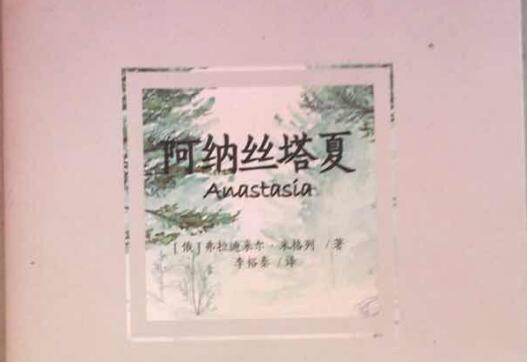 阿纳丝塔夏
Anastasia
[俄]弗拉迪米尔·米格列 /著
李裕泰 /译